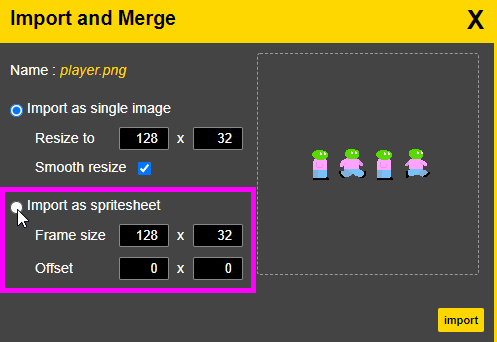 Import and Merge X
Name : player.png
Import as single image
Resize to 128 x 32
Smooth resize
Import as spritesheet
Frame size 128 x 32
Offset 0 x 0
import